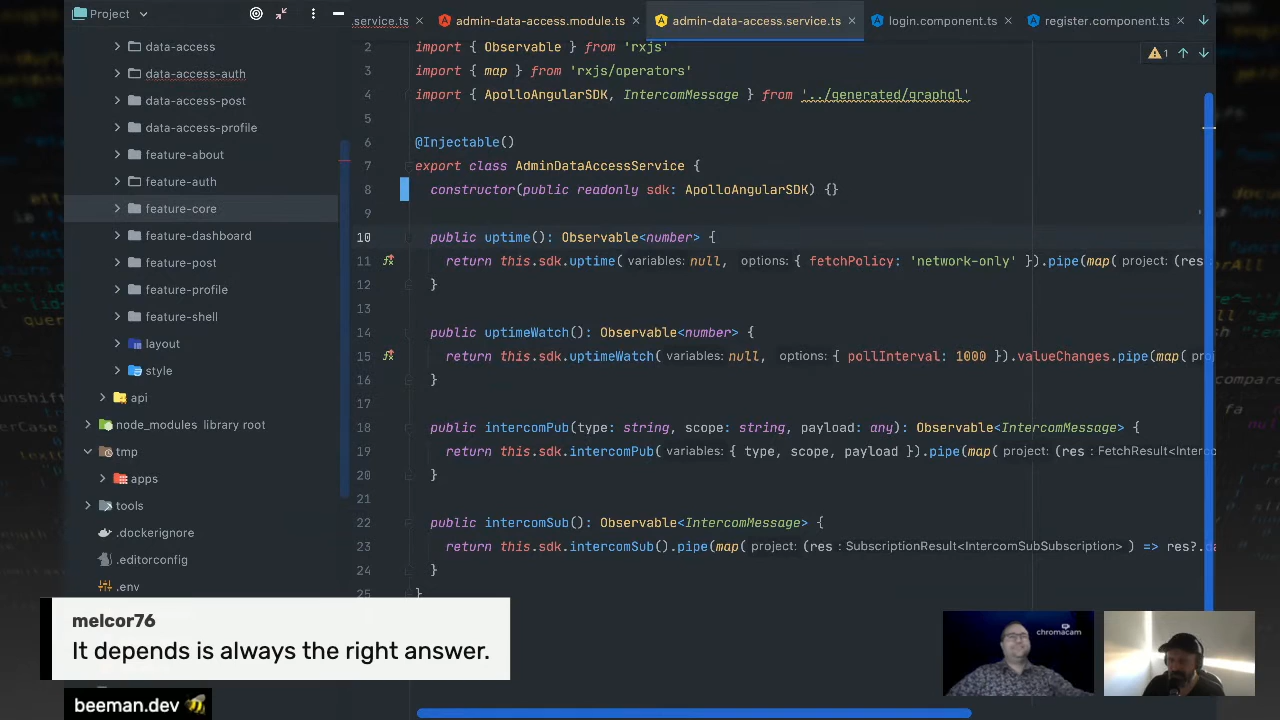 Project
.service.ts
admin-data-access.module.ts
admin-data-access.service.ts
login.component.ts
register.component.ts
data-access
data-access-auth
data-access-post
data-access-profile
feature-about
feature-auth
feature-core
feature-dashboard
feature-post
feature-profile
feature-shell
layout
style
api
node_modules library root
tmp
apps
tools
.dockerignore
.editorconfig
.env
1
2 import { Observable } from 'rxjs'
3 import { map } from 'rxjs/operators'
4 import { ApolloAngularSDK, IntercomMessage } from '../generated/graphql'
5
6 @Injectable()
7 export class AdminDataAccessService {
8 constructor(public readonly sdk: ApolloAngularSDK) {}
9
10 public uptime(): Observable<number> {
11 return this.sdk.uptime( variables: null, options: { fetchPolicy: 'network-only' }).pipe(map( project: (res
12 }
13
14 public uptimeWatch(): Observable<number> {
15 return this.sdk.uptimeWatch( variables: null, options: { pollInterval: 1000 }).valueChanges.pipe(map(
16 }
17
18 public intercomPub(type: string, scope: string, payload: any): Observable<IntercomMessage> {
19 return this.sdk.intercomPub( variables: { type, scope, payload }).pipe(map( project: (res : FetchResult<Interc
20 }
21
22 public intercomSub(): Observable<IntercomMessage> {
23 return this.sdk.intercomSub().pipe(map( project: (res : SubscriptionResult<IntercomSubSubscription> ) => res?.da
24 }
25 }
melcor76
It depends is always the right answer.
beeman.dev
chromacam